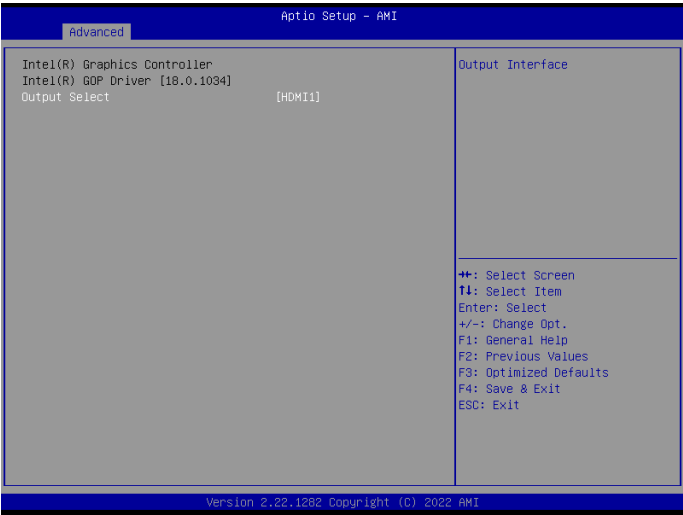 Aptio Setup – AMI
Advanced
Intel(R) Graphics Controller
Intel(R) GOP Driver [18.0.1034]
Output Select [HDMI1]
Output Interface
→←: Select Screen
↑↓: Select Item
Enter: Select
+/-: Change Opt.
F1: General Help
F2: Previous Values
F3: Optimized Defaults
F4: Save & Exit
ESC: Exit
Version 2.22.1282 Copyright (C) 2022 AMI